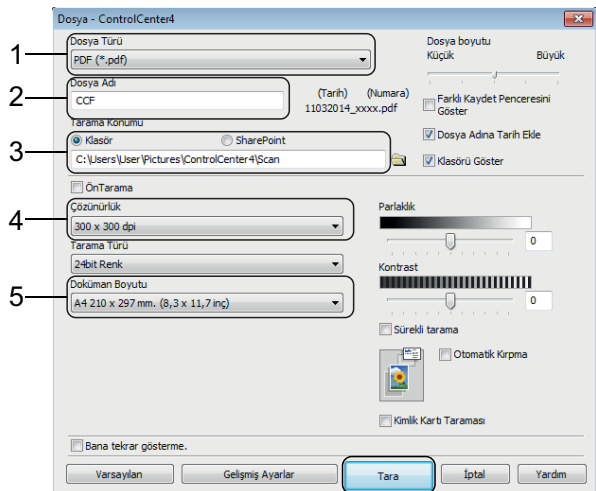 Dosya - ControlCenter4
1
Dosya Türü
PDF (*.pdf)
Dosya boyutu
Küçük
Büyük
2
Dosya Adı
CCF
(Tarih)
(Numara)
11032014_xxxx.pdf
Farklı Kaydet Penceresini
Göster
Dosya Adına Tarih Ekle
Klasörü Göster
3
Tarama Konumu
Klasör
SharePoint
C:\Users\User\Pictures\ControlCenter4\Scan
ÖnTarama
4
Çözünürlük
300 x 300 dpi
Tarama Türü
24bit Renk
5
Doküman Boyutu
A4 210 x 297 mm. (8,3 x 11,7 inç)
Parlaklık
0
Kontrast
0
Sürekli tarama
Otomatik Kırpma
Kimlik Kartı Taraması
Bana tekrar gösterme.
Varsayılan
Gelişmiş Ayarlar
Tara
İptal
Yardım